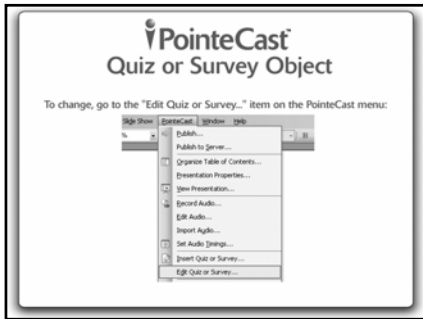 PointeCast
Quiz or Survey Object
To change, go to the "Edit Quiz or Survey..." item on the PointeCast menu:
Slide Show PointeCast Window Help
%
Publish...
Publish to Server...
Organize Table of Contents...
Presentation Properties...
View Presentation...
Record Audio...
Edit Audio...
Import Audio...
Set Audio Timings...
Insert Quiz or Survey...
Edit Quiz or Survey...